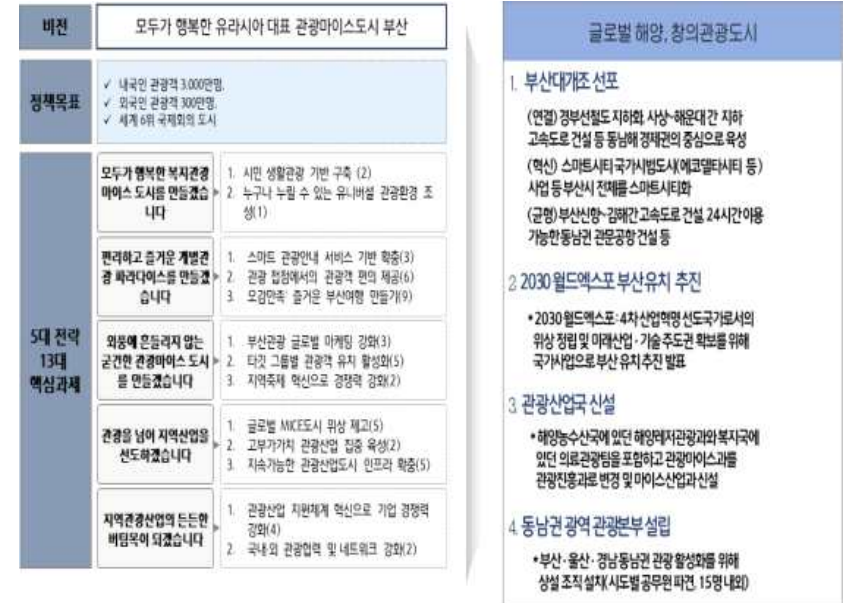 비전
모두가 행복한 유라시아 대표 관광마이스도시 부산
정책목표
✓ 내국인 관광객 3.000만명,
✓ 외국인 관광객 300만명,
✓ 세계 6위 국제회의 도시
5대 전략
13대
핵심과제
모두가 행복한 복지관광
마이스 도시를 만들겠습
니다
1. 시민 생활관광 기반 구축 (2)
2. 누구나 누릴 수 있는 유니버설 관광환경 조
성(1)
편리하고 즐거운 개별관
광 파라다이스를 만들겠
습니다
1. 스마트 관광안내 서비스 기반 확충(3)
2. 관광 접점에서의 관광객 편의 제공(6)
3. 오감만족' 즐거운 부산여행 만들기(9)
외풍에 흔들리지 않는
굳건한 관광마이스 도시
를 만들겠습니다
1. 부산관광 글로벌 마케팅 강화(3)
2. 타깃 그룹별 관광객 유치 활성화(5)
3. 지역축제 혁신으로 경쟁력 강화(2)
관광을 넘어 지역산업을
선도하겠습니다
1. 글로벌 MICE도시 위상 제고(5)
2. 고부가가치 관광산업 집중 육성(2)
3. 지속가능한 관광산업도시 인프라 확충(5)
지역관광산업의 든든한
버팀목이 되겠습니다
1. 관광산업 지원체계 혁신으로 기업 경쟁력
강화(4)
2. 국내외 관광협력 및 네트워크 강화(2)
글로벌 해양, 창의관광도시
1. 부산대개조 선포
(연결) 경부선철도 지하화, 사상~해운대 간 지하
고속도로 건설 등 동남해 경제권의 중심으로 육성
(혁신) 스마트시티 국가시범도시(에코델타시티 등)
사업 등 부산시 전체를 스마트시티화
(균형) 부산신항~김해간 고속도로 건설, 24시간 이용
가능한 동남권 관문공항 건설 등
2. 2030 월드엑스포 부산유치 추진
• 2030 월드엑스포 : 4차 산업혁명 선도국가로서의
위상 정립 및 미래산업·기술 주도권 확보를 위해
국가사업으로 부산 유치 추진 발표
3. 관광산업국 신설
• 해양농수산국에 있던 해양레저관광과와 복지국에
있던 의료관광팀을 포함하고 관광마이스과를
관광진흥과로 변경 및 마이스산업과 신설
4. 동남권 광역 관광본부 설립
• 부산·울산·경남 동남권 관광 활성화를 위해
상설 조직 설치(시도별 공무원 파견, 15명 내외)